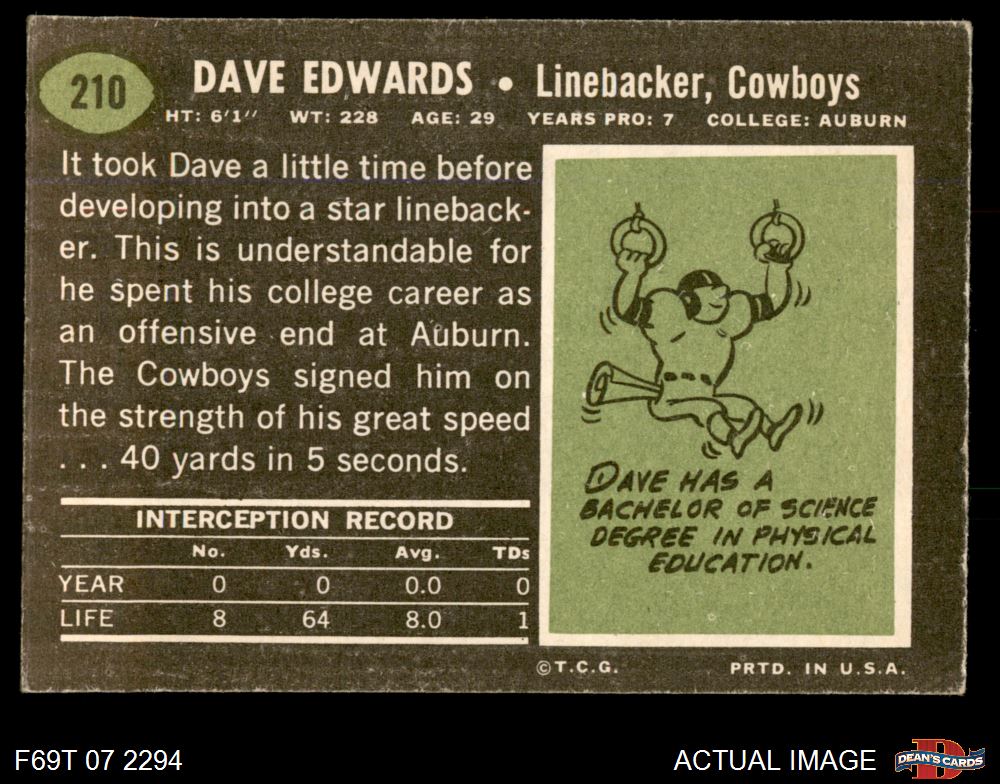 210
DAVE EDWARDS • Linebacker, Cowboys
HT: 6'1" WT: 228 AGE: 29 YEARS PRO: 7 COLLEGE: AUBURN
It took Dave a little time before
developing into a star lineback-
er. This is understandable for
he spent his college career as
an offensive end at Auburn.
The Cowboys signed him on
the strength of his great speed
. . . 40 yards in 5 seconds.
INTERCEPTION RECORD
No. Yds. Avg. TDs
YEAR 0 0 0.0 0
LIFE 8 64 8.0 1
DAVE HAS A
BACHELOR OF SCIENCE
DEGREE IN PHYSICAL
EDUCATION.
©T.C.G. PRTD. IN U.S.A.
F69T 07 2294
ACTUAL IMAGE
D
DEAN'S CARDS